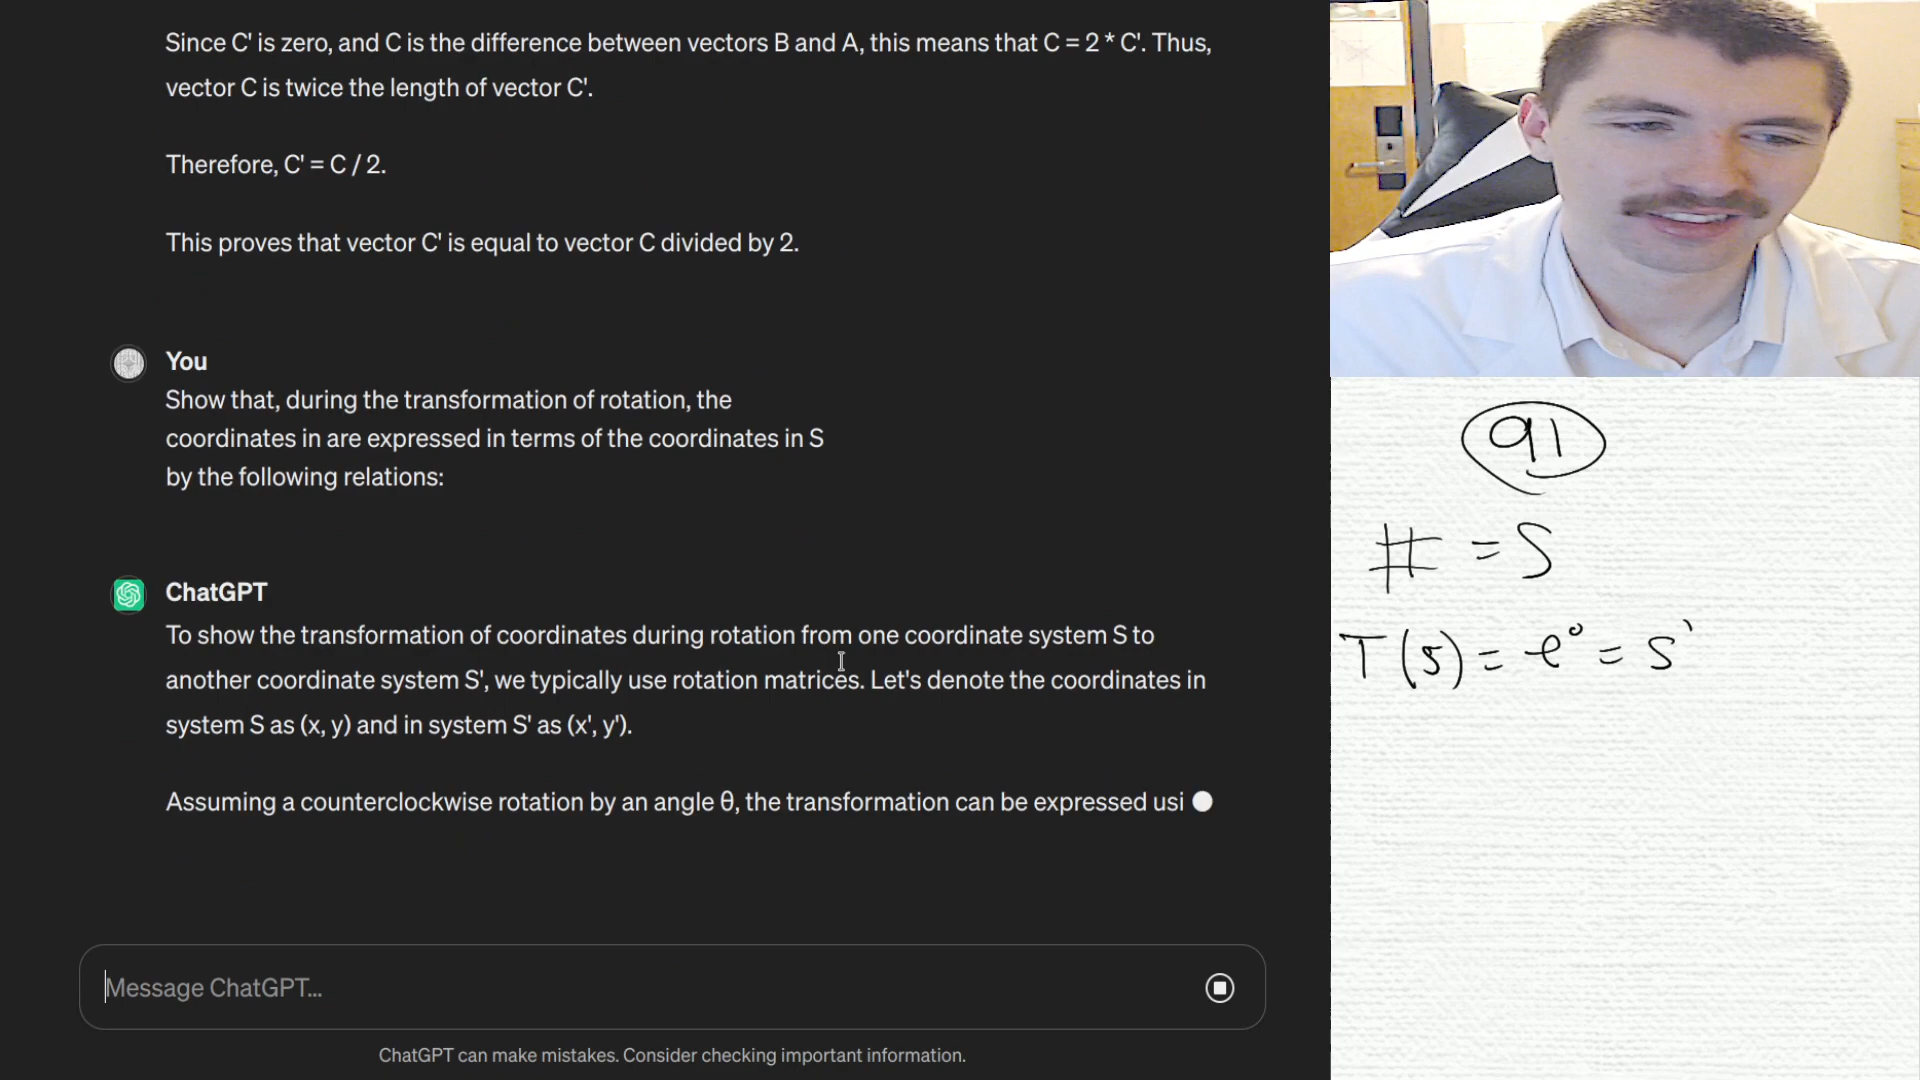 Since C' is zero, and C is the difference between vectors B and A, this means that C = 2 * C'. Thus,
vector C is twice the length of vector C'.
Therefore, C' = C / 2.
This proves that vector C' is equal to vector C divided by 2.
You
Show that, during the transformation of rotation, the
coordinates in are expressed in terms of the coordinates in S
by the following relations:
ChatGPT
To show the transformation of coordinates during rotation from one coordinate system S to
another coordinate system S', we typically use rotation matrices. Let's denote the coordinates in
system S as (x, y) and in system S' as (x', y').
Assuming a counterclockwise rotation by an angle θ, the transformation can be expressed usi
Message ChatGPT...
ChatGPT can make mistakes. Consider checking important information.
91
# = S
T(S) = e° = S'